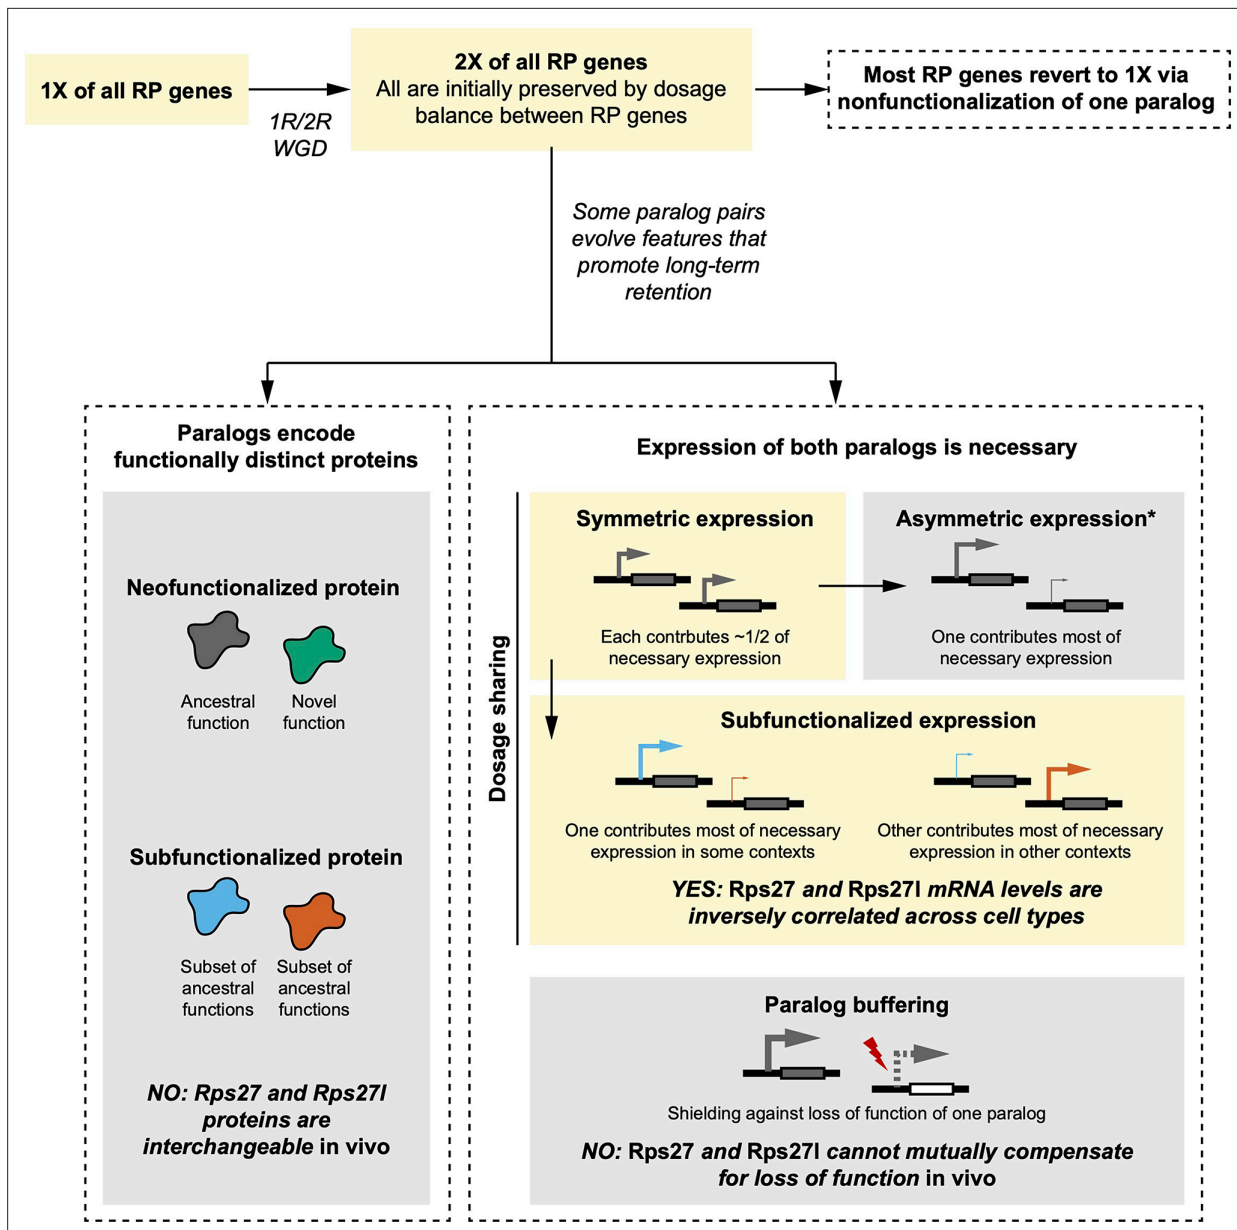 1X of all RP genes
1R/2R
WGD
2X of all RP genes
All are initially preserved by dosage
balance between RP genes
Most RP genes revert to 1X via
nonfunctionalization of one paralog
Some paralog pairs
evolve features that
promote long-term
retention
Paralogs encode
functionally distinct proteins
Neofunctionalized protein
Ancestral
function
Novel
function
Subfunctionalized protein
Subset of
ancestral
functions
Subset of
ancestral
functions
NO: Rps27 and Rps27l
proteins are
interchangeable in vivo
Expression of both paralogs is necessary
Dosage sharing
Symmetric expression
Each contrbutes ~1/2 of
necessary expression
Asymmetric expression*
One contributes most of
necessary expression
Subfunctionalized expression
One contributes most of necessary
expression in some contexts
Other contributes most of necessary
expression in other contexts
YES: Rps27 and Rps27l mRNA levels are
inversely correlated across cell types
Paralog buffering
Shielding against loss of function of one paralog
NO: Rps27 and Rps27l cannot mutually compensate
for loss of function in vivo